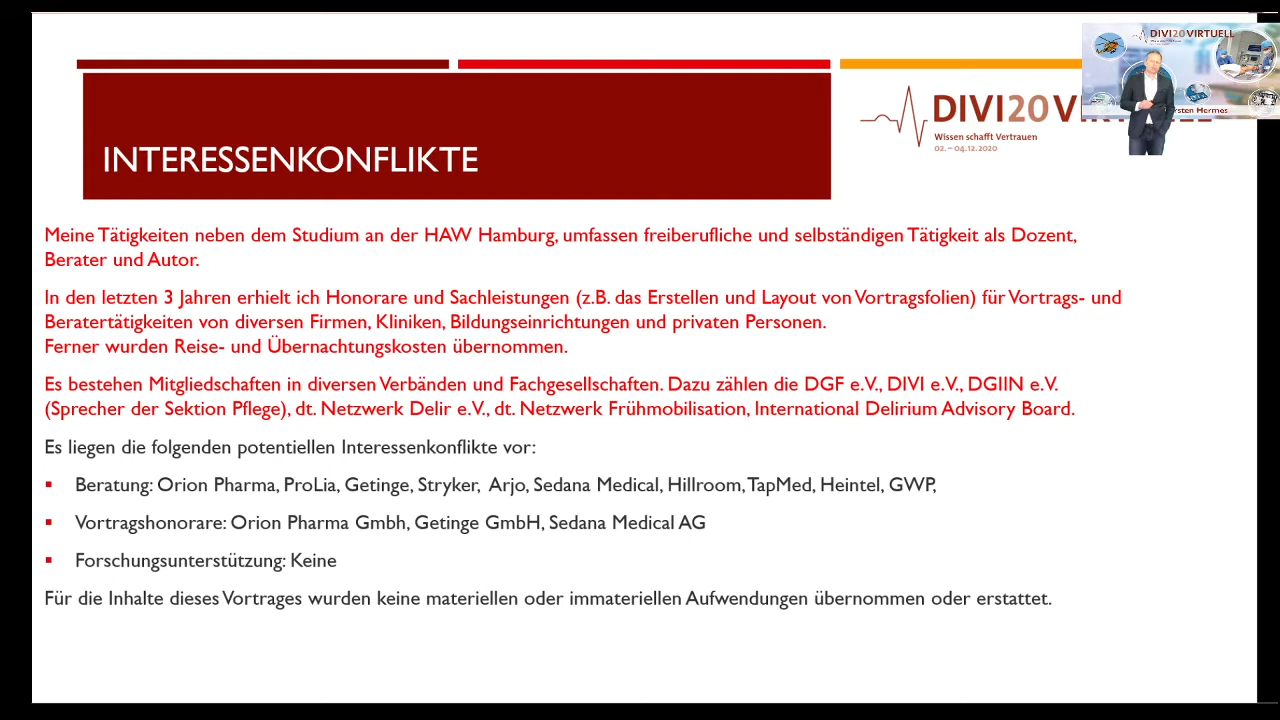 DIVI20 VIRTUELL
INTERESSENKONFLIKTE
DIVI20 V
Wissen schafft Vertrauen
02. – 04.12.2020
rsten Hermes
Meine Tätigkeiten neben dem Studium an der HAW Hamburg, umfassen freiberufliche und selbständigen Tätigkeit als Dozent,
Berater und Autor.
In den letzten 3 Jahren erhielt ich Honorare und Sachleistungen (z.B. das Erstellen und Layout von Vortragsfolien) für Vortrags- und
Beratertätigkeiten von diversen Firmen, Kliniken, Bildungseinrichtungen und privaten Personen.
Ferner wurden Reise- und Übernachtungskosten übernommen.
Es bestehen Mitgliedschaften in diversen Verbänden und Fachgesellschaften. Dazu zählen die DGF e.V., DIVI e.V., DGIIN e.V.
(Sprecher der Sektion Pflege), dt. Netzwerk Delir e.V., dt. Netzwerk Frühmobilisation, International Delirium Advisory Board.
Es liegen die folgenden potentiellen Interessenkonflikte vor:
▪ Beratung: Orion Pharma, ProLia, Getinge, Stryker, Arjo, Sedana Medical, Hillroom, TapMed, Heintel, GWP,
▪ Vortragshonorare: Orion Pharma Gmbh, Getinge GmbH, Sedana Medical AG
▪ Forschungsunterstützung: Keine
Für die Inhalte dieses Vortrages wurden keine materiellen oder immateriellen Aufwendungen übernommen oder erstattet.